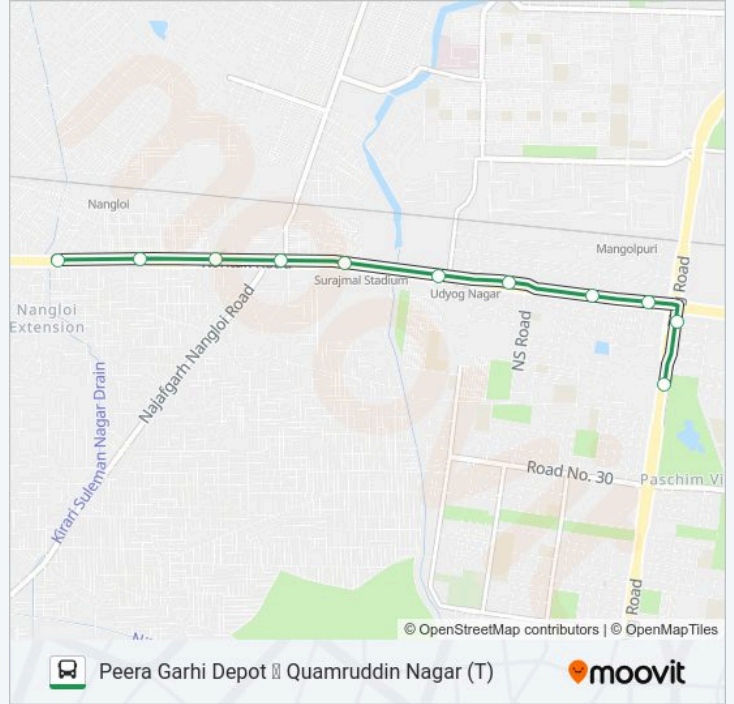 Nangloi
Mangolpuri
Road
Surajmal Stadium
Udyog Nagar
Nangloi
Extension
NS Road
Najafgarh Nangloi Road
Kirari Suleman Nagar Drain
Road No. 30
Paschim Vi
Road
© OpenStreetMap contributors | © OpenMapTiles
Peera Garhi Depot Quamruddin Nagar (T)
moovit